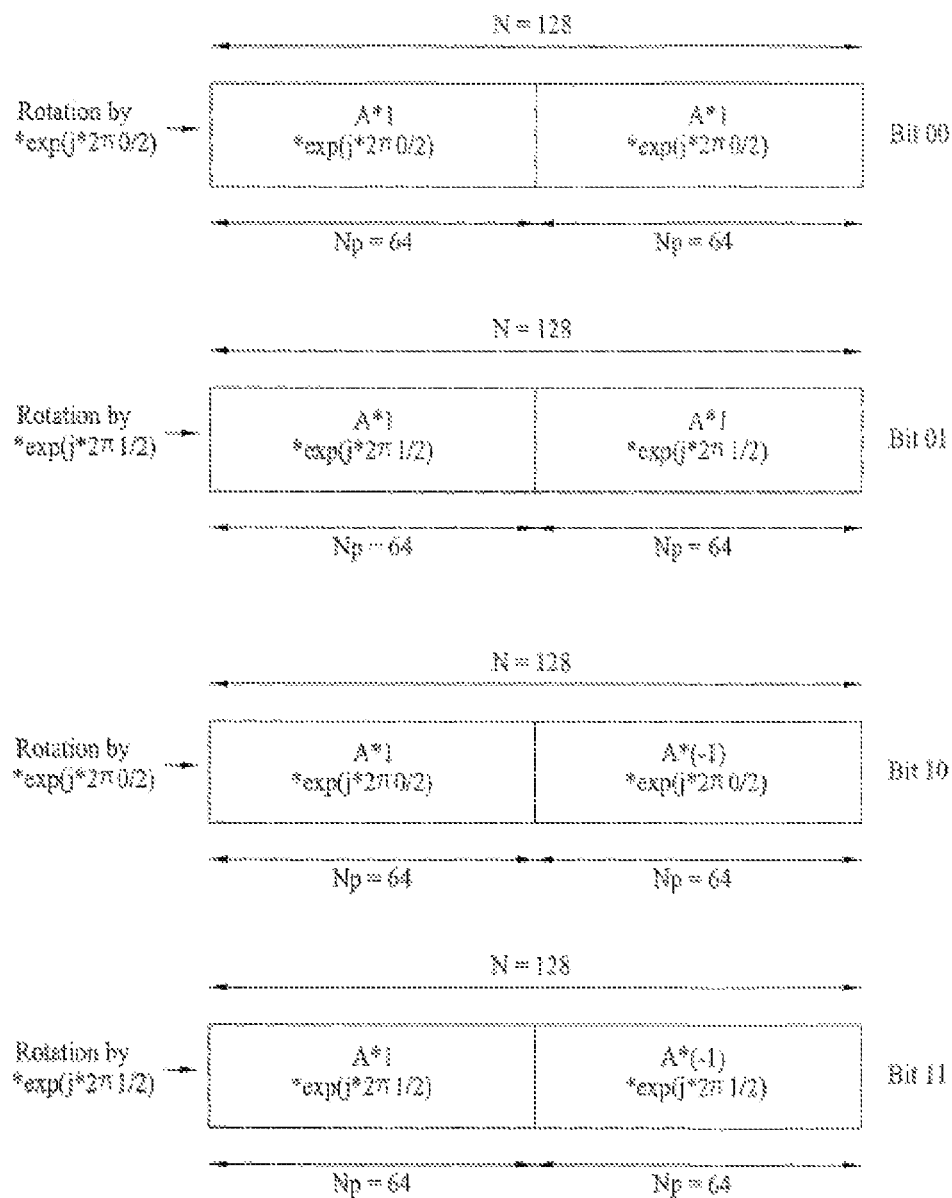 N = 128
Rotation by
*exp(j*2π 0/2)
A*1
*exp(j*2π 0/2)
A*1
*exp(j*2π 0/2)
Bit 00
Np = 64
Np = 64
N = 128
Rotation by
*exp(j*2π 1/2)
A*1
*exp(j*2π 1/2)
A*1
*exp(j*2π 1/2)
Bit 01
Np = 64
Np = 64
N = 128
Rotation by
*exp(j*2π 0/2)
A*1
*exp(j*2π 0/2)
A*(-1)
*exp(j*2π 0/2)
Bit 10
Np = 64
Np = 64
N = 128
Rotation by
*exp(j*2π 1/2)
A*1
*exp(j*2π 1/2)
A*(-1)
*exp(j*2π 1/2)
Bit 11
Np = 64
Np = 64